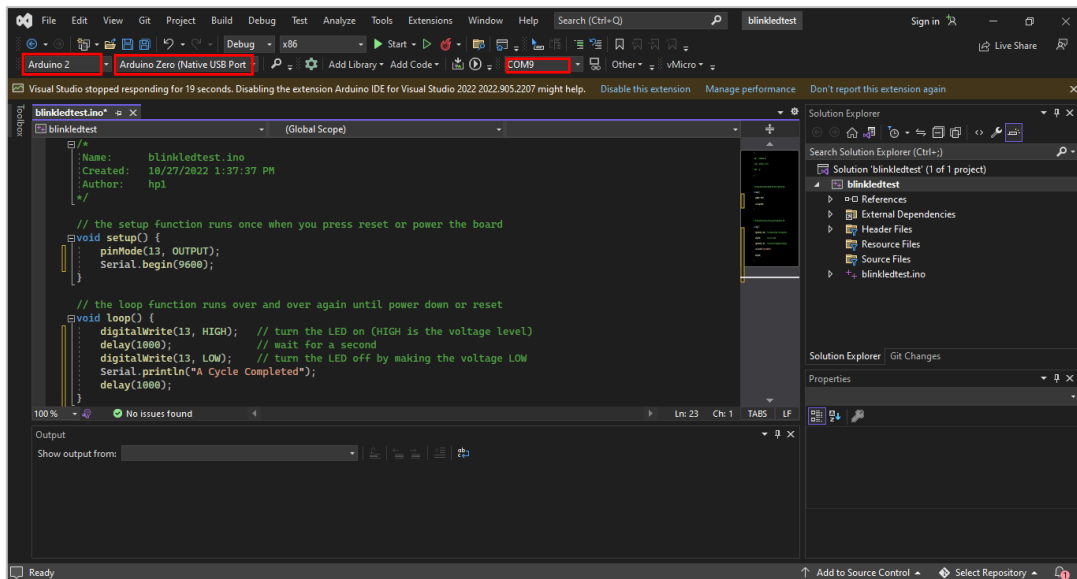 File Edit View Git Project Build Debug Test Analyze Tools Extensions Window Help Search (Ctrl+Q) blinkledtest Sign in
Debug x86 Start Live Share
Arduino 2 Arduino Zero (Native USB Port Add Library Add Code COM9 Other vMicro
Visual Studio stopped responding for 19 seconds. Disabling the extension Arduino IDE for Visual Studio 2022 2022.905.2207 might help. Disable this extension Manage performance Don't report this extension again
Toolbox
blinkledtest.ino*
blinkledtest (Global Scope)
/*
Name: blinkledtest.ino
Created: 10/27/2022 1:37:37 PM
Author: hp1
*/
// the setup function runs once when you press reset or power the board
void setup() {
pinMode(13, OUTPUT);
Serial.begin(9600);
}
// the loop function runs over and over again until power down or reset
void loop() {
digitalWrite(13, HIGH); // turn the LED on (HIGH is the voltage level)
delay(1000); // wait for a second
digitalWrite(13, LOW); // turn the LED off by making the voltage LOW
Serial.println("A Cycle Completed");
delay(1000);
}
100 % No issues found Ln: 23 Ch: 1 TABS LF
Output
Show output from:
Solution Explorer
Search Solution Explorer (Ctrl+;)
Solution 'blinkledtest' (1 of 1 project)
blinkledtest
References
External Dependencies
Header Files
Resource Files
Source Files
blinkledtest.ino
Solution Explorer Git Changes
Properties
Ready Add to Source Control Select Repository 1